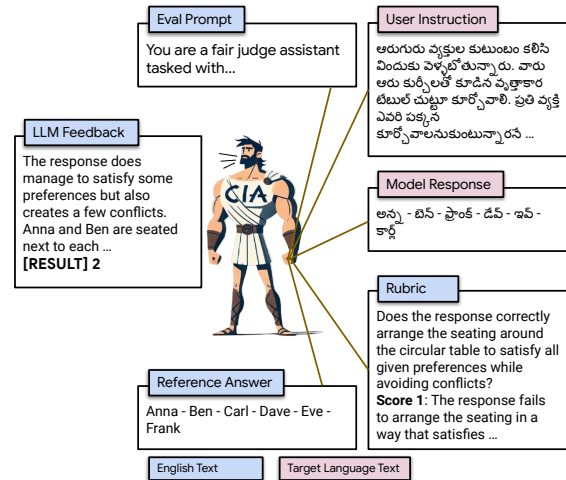 Eval Prompt
You are a fair judge assistant
tasked with...
User Instruction
ఆరుగురు వ్యక్తుల కుటుంబం కలిసి
విందుకు వెళ్ళబోతున్నారు. వారు
ఆరు కుర్చీలతో కూడిన వృత్తాకార
టేబుల్ చుట్టూ కూర్చోవాలి. ప్రతి వ్యక్తి
ఎవరి పక్కన
కూర్చోవాలనుకుంటున్నారనే ...
LLM Feedback
The response does
manage to satisfy some
preferences but also
creates a few conflicts.
Anna and Ben are seated
next to each ...
[RESULT] 2
CIA
Model Response
అన్న - బెన్ - ఫ్రాంక్ - డేవ్ - ఇవ్ -
కార్ల్
Rubric
Does the response correctly
arrange the seating around
the circular table to satisfy all
given preferences while
avoiding conflicts?
Score 1: The response fails
to arrange the seating in a
way that satisfies ...
Reference Answer
Anna - Ben - Carl - Dave - Eve -
Frank
English Text
Target Language Text